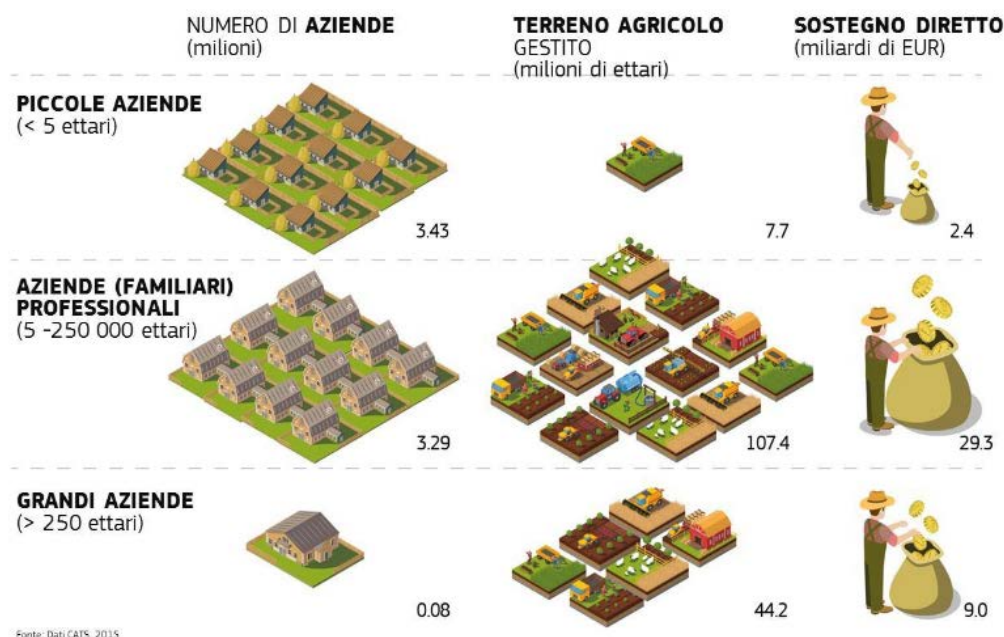 NUMERO DI AZIENDE
(milioni)
TERRENO AGRICOLO
GESTITO
(milioni di ettari)
SOSTEGNO DIRETTO
(miliardi di EUR)
PICCOLE AZIENDE
(< 5 ettari)
3.43
7.7
2.4
AZIENDE (FAMILIARI)
PROFESSIONALI
(5 -250 000 ettari)
3.29
107.4
29.3
GRANDI AZIENDE
(> 250 ettari)
0.08
44.2
9.0
Fonte: Dati CATS, 2015